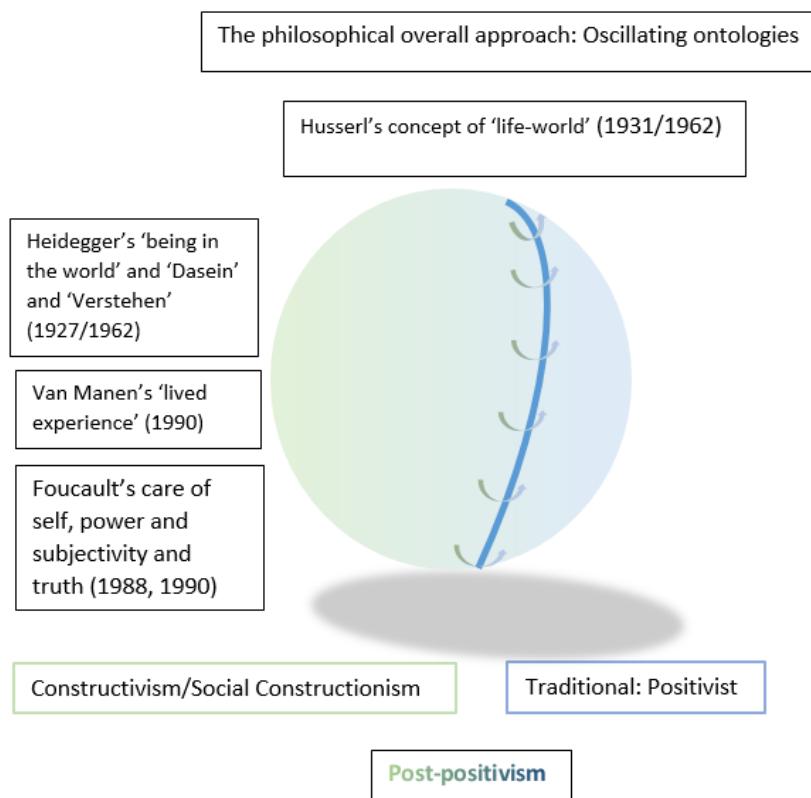 The philosophical overall approach: Oscillating ontologies
Husserl’s concept of ‘life-world’ (1931/1962)
Heidegger’s ‘being in
the world’ and ‘Dasein’
and ‘Verstehen’
(1927/1962)
Van Manen’s ‘lived
experience’ (1990)
Foucault’s care of
self, power and
subjectivity and
truth (1988, 1990)
Constructivism/Social Constructionism
Traditional: Positivist
Post-positivism